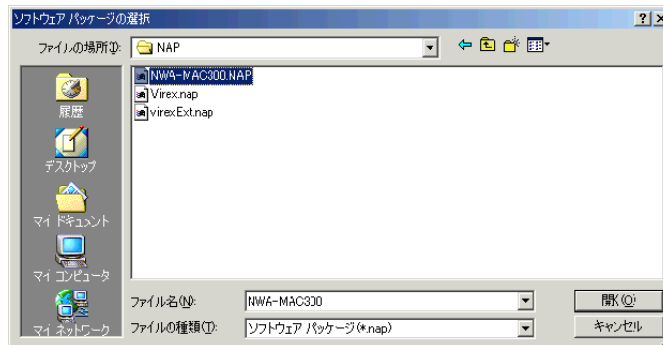 ソフトウェア パッケージの選択
ファイルの場所(I):
NAP
NWA-MAC300.NAP
Virex.nap
virexExt.nap
履歴
デスクトップ
マイ ドキュメント
マイ コンピュータ
マイ ネットワーク
ファイル名(N):
NWA-MAC300
開く(O)
ファイルの種類(T):
ソフトウェア パッケージ(*.nap)
キャンセル